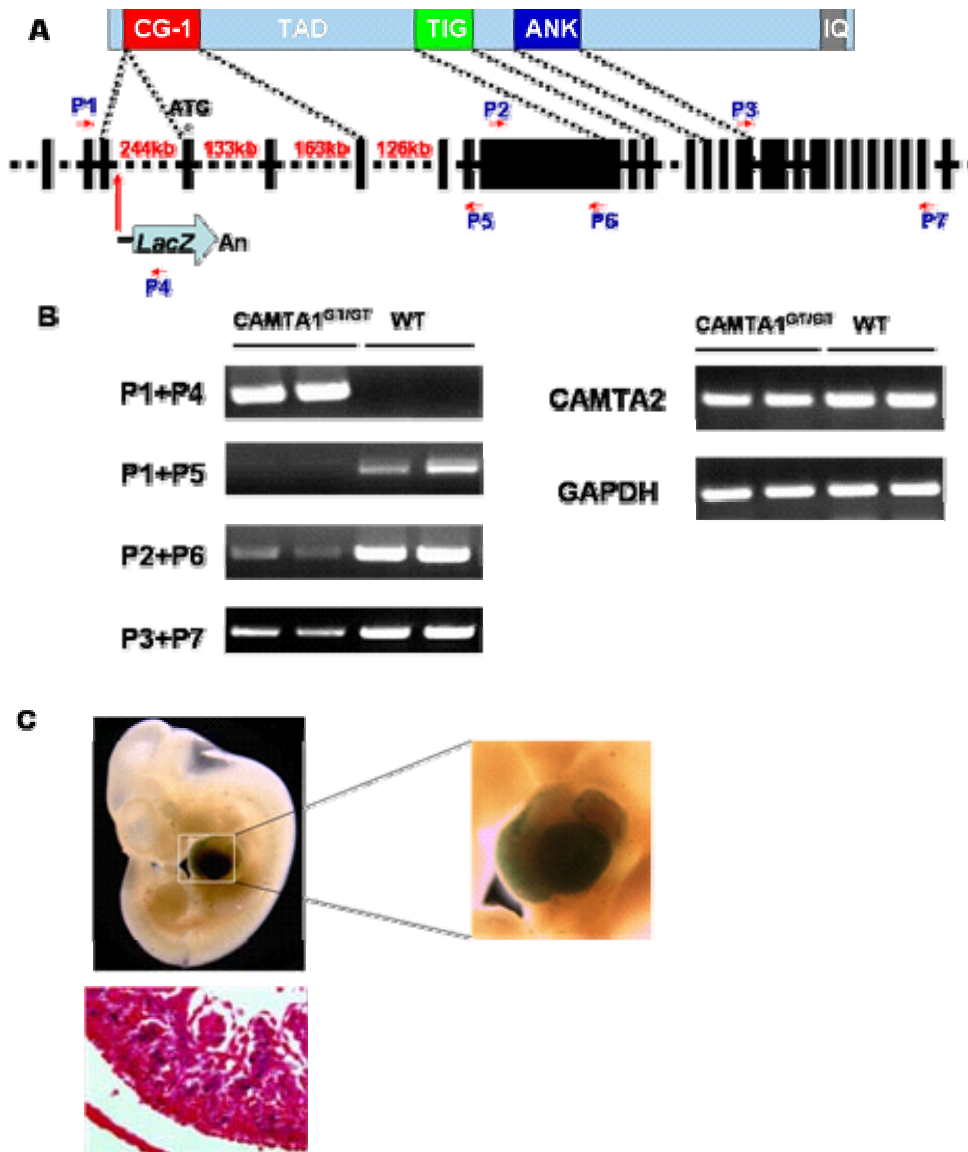 A
CG-1 TAD TIG ANK IQ
P1 ATG P2 P3
244kb 133kb 163kb 126kb
P5 P6 P7
LacZ An
P4
B
CAMTA1GT/GT WT
P1+P4
P1+P5
P2+P6
P3+P7
CAMTA1GT/GT WT
CAMTA2
GAPDH
C